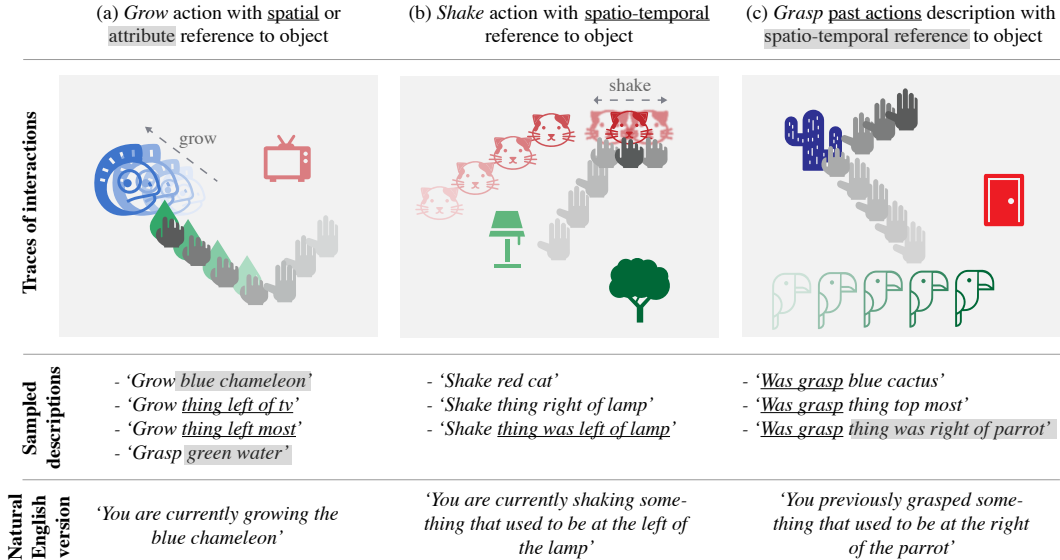 (a) Grow action with spatial or
attribute reference to object
(b) Shake action with spatio-temporal
reference to object
(c) Grasp past actions description with
spatio-temporal reference to object
Traces of interactions
grow
shake
Sampled
descriptions
- ‘Grow blue chameleon’
- ‘Grow thing left of tv’
- ‘Grow thing left most’
- ‘Grasp green water’
- ‘Shake red cat’
- ‘Shake thing right of lamp’
- ‘Shake thing was left of lamp’
- ‘Was grasp blue cactus’
- ‘Was grasp thing top most’
- ‘Was grasp thing was right of parrot’
Natural
English
version
‘You are currently growing the
blue chameleon’
‘You are currently shaking some-
thing that used to be at the left of
the lamp’
‘You previously grasped some-
thing that used to be at the right
of the parrot’